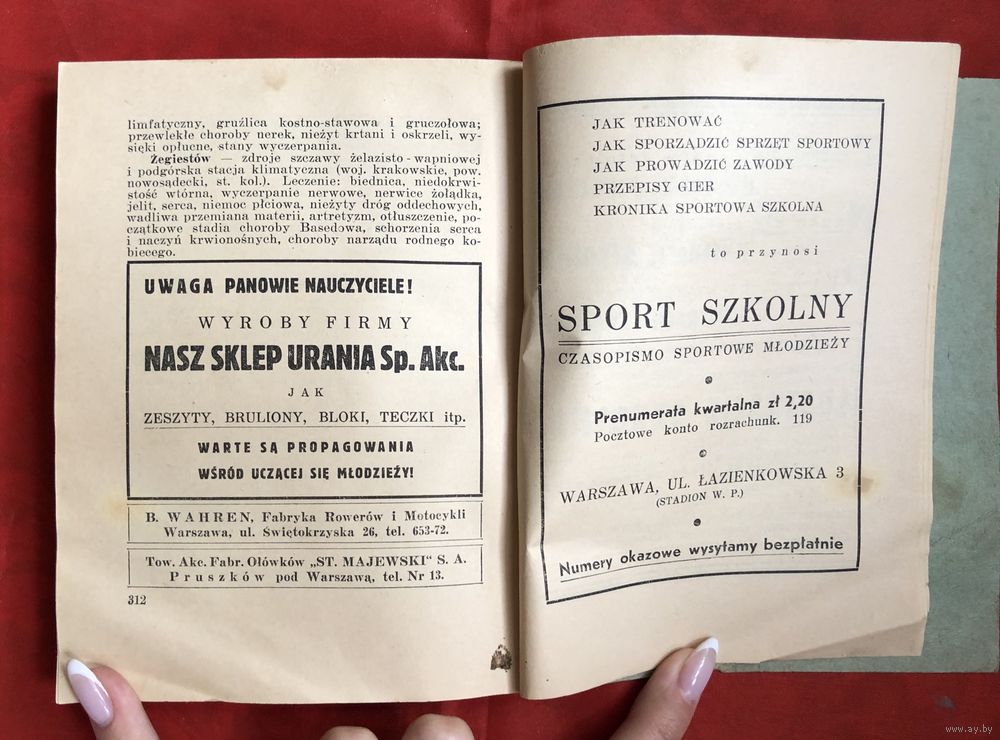 limfatyczny, gruźlica kostno-stawowa i gruczołowa;
przewlekłe choroby nerek, nieżyt krtani i oskrzeli, wy-
sięki opłucne, stany wyczerpania.
Żegiestów — zdroje szczawy żelazisto-wapniowej
i podgórska stacja klimatyczna (woj. krakowskie, pow.
nowosądecki, st. kol.). Leczenie: biednica, niedokrwi-
stość wtórna, wyczerpanie nerwowe, nerwice żołądka,
jelit, serca, niemoc płciowa, nieżyty dróg oddechowych,
wadliwa przemiana materii, artretyzm, otłuszczenie, po-
czątkowe stadia choroby Basedowa, schorzenia serca
i naczyń krwionośnych, choroby narządu rodnego ko-
biecego.
UWAGA PANOWIE NAUCZYCIELE!
WYROBY FIRMY
NASZ SKLEP URANIA Sp. Akc.
JAK
ZESZYTY, BRULIONY, BLOKI, TECZKI itp.
WARTE SĄ PROPAGOWANIA
WŚRÓD UCZĄCEJ SIĘ MŁODZIEŻY!
B. WAHREN, Fabryka Rowerów i Motocykli
Warszawa, ul. Świętokrzyska 26, tel. 653-72.
Tow. Akc. Fabr. Ołówków „ST. MAJEWSKI" S. A.
Pruszków pod Warszawą, tel. Nr 13.
312
JAK TRENOWAĆ
JAK SPORZĄDZIĆ SPRZĘT SPORTOWY
JAK PROWADZIĆ ZAWODY
PRZEPISY GIER
KRONIKA SPORTOWA SZKOLNA
to przynosi
SPORT SZKOLNY
CZASOPISMO SPORTOWE MŁODZIEŻY
Prenumerata kwartalna zł 2,20
Pocztowe konto rozrachunk. 119
WARSZAWA, UL. ŁAZIENKOWSKA 3
(STADION W. P.)
Numery okazowe wysyłamy bezpłatnie
www.ay.by